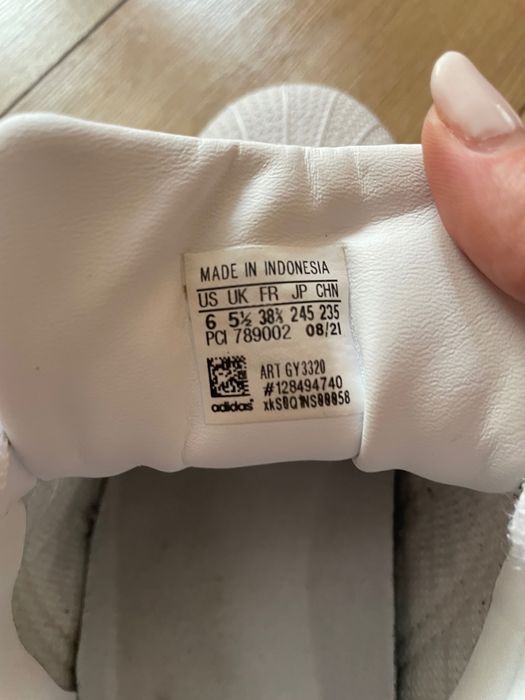 MADE IN INDONESIA
US UK FR JP CHN
6 5½ 38⅔ 245 235
PCI 789002 08/21
ART GY3320
#128494740
adidas